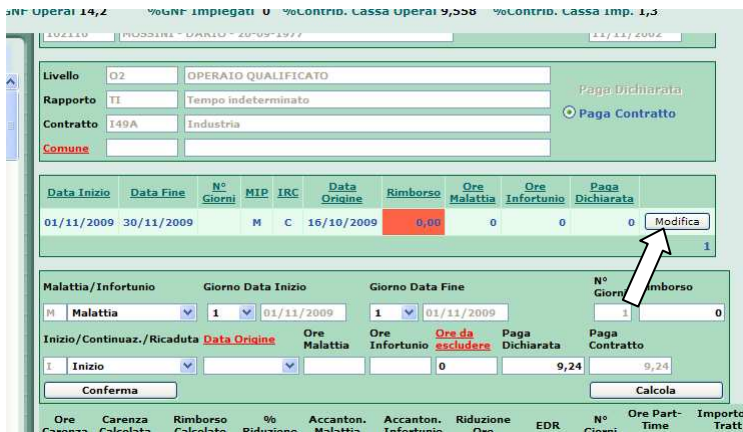 GNF Operai 14,2 %GNF Impiegati 0 %Contrib. Cassa Operai 9,558 %Contrib. Cassa Imp. 1,3
102110 MOSSINI - DARIO - 20-09-1977 11/11/2002
Livello O2 OPERAIO QUALIFICATO
Paga Dichiarata
Rapporto TI Tempo indeterminato
Paga Contratto
Contratto I49A Industria
Comune
Data Inizio Data Fine N° Giorni MIP IRC Data Origine Rimborso Ore Malattia Ore Infortunio Paga Dichiarata
01/11/2009 30/11/2009 M C 16/10/2009 0,00 0 0 0 Modifica
1
Malattia/Infortunio Giorno Data Inizio Giorno Data Fine N° Giorni Rimborso
M Malattia 1 01/11/2009 1 01/11/2009 1 0
Inizio/Continuaz./Ricaduta Data Origine Ore Malattia Ore Infortunio Ore da escludere Paga Dichiarata Paga Contratto
I Inizio 0 9,24 9,24
Conferma Calcola
Ore Carenza Carenza Calcolata Rimborso Calcolato % Riduzione Accanton. Malattia Accanton. Infortunio Riduzione Ore EDR N° Giorni Ore Part-Time Importo Tratt